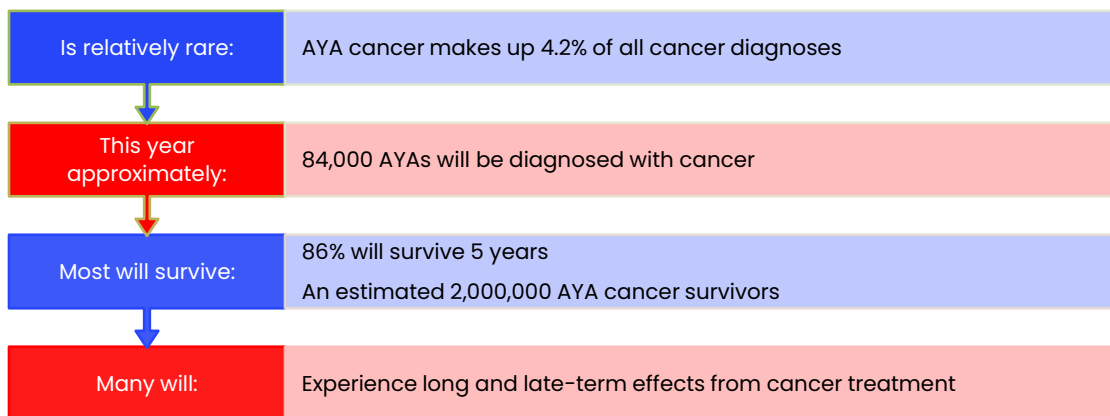 Is relatively rare:
AYA cancer makes up 4.2% of all cancer diagnoses
This year
approximately:
84,000 AYAs will be diagnosed with cancer
Most will survive:
86% will survive 5 years
An estimated 2,000,000 AYA cancer survivors
Many will:
Experience long and late-term effects from cancer treatment